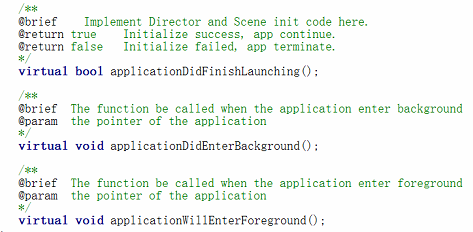 /**
@brief    Implement Director and Scene init code here.
@return true    Initialize success, app continue.
@return false   Initialize failed, app terminate.
*/
virtual bool applicationDidFinishLaunching();
/**
@brief  The function be called when the application enter background
@param  the pointer of the application
*/
virtual void applicationDidEnterBackground();
/**
@brief  The function be called when the application enter foreground
@param  the pointer of the application
*/
virtual void applicationWillEnterForeground();